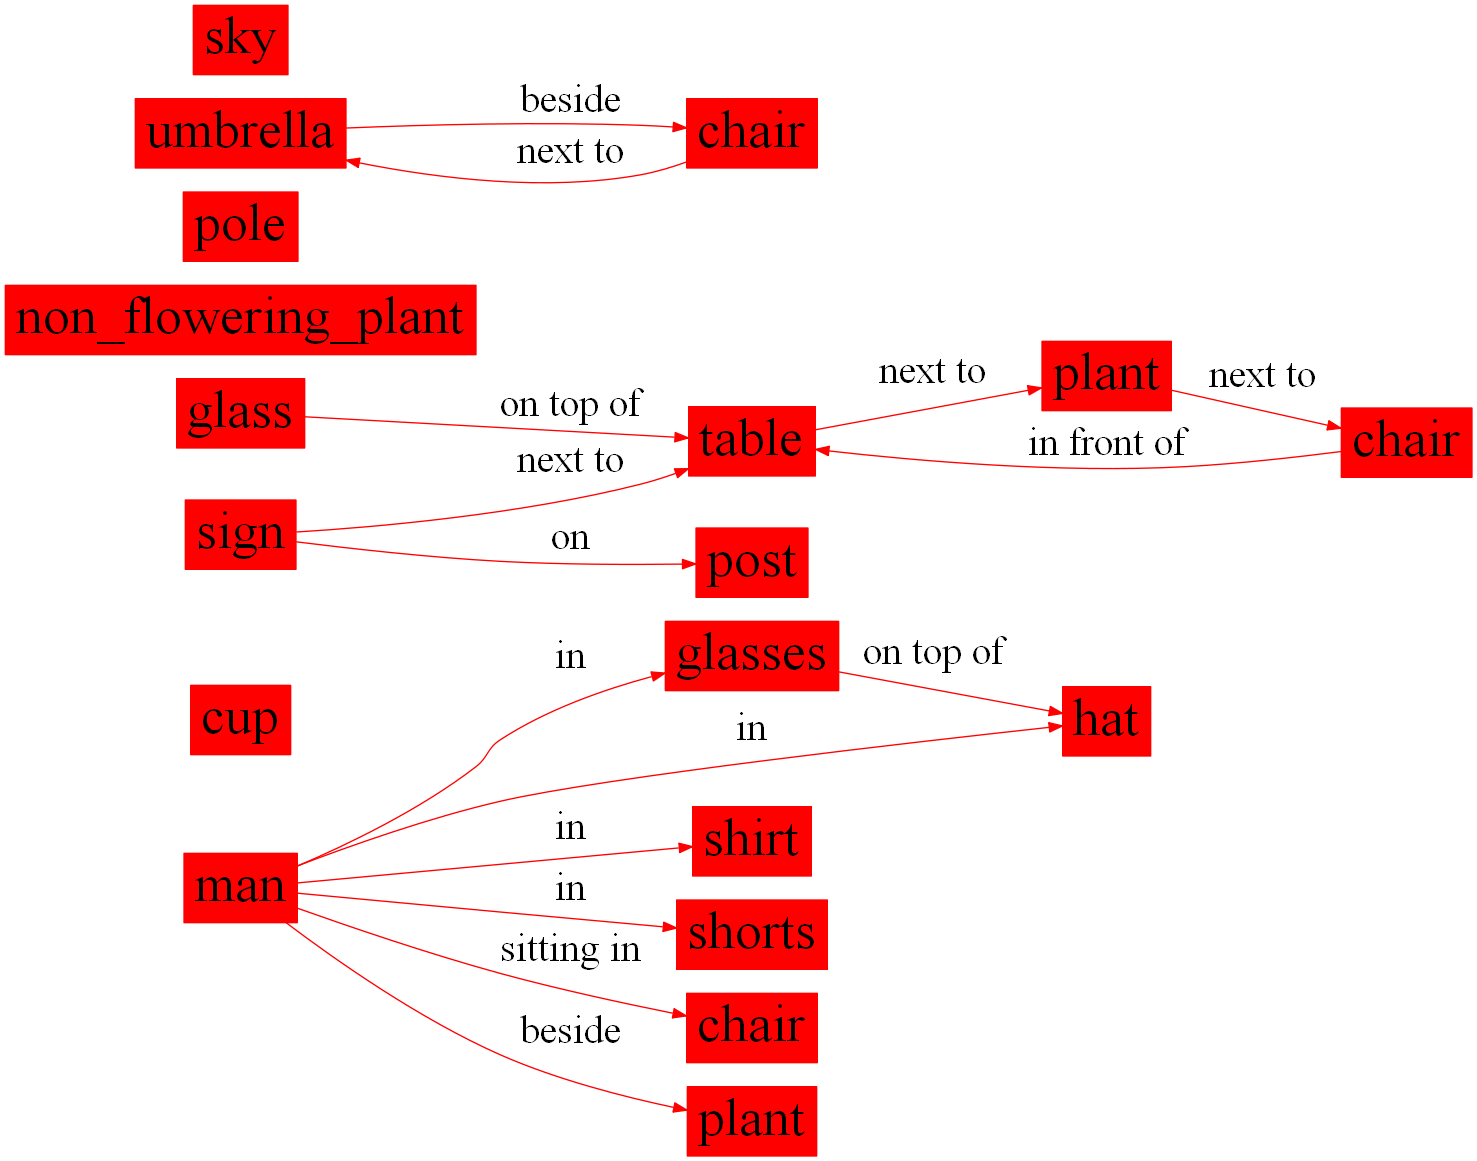 sky
beside
umbrella
chair
next to
pole
non_flowering_plant
glass
on top of
next to
plant
next to
table
in front of
chair
next to
sign
on
post
in
glasses
on top of
cup
in
hat
in
shirt
man
in
shorts
sitting in
chair
beside
plant